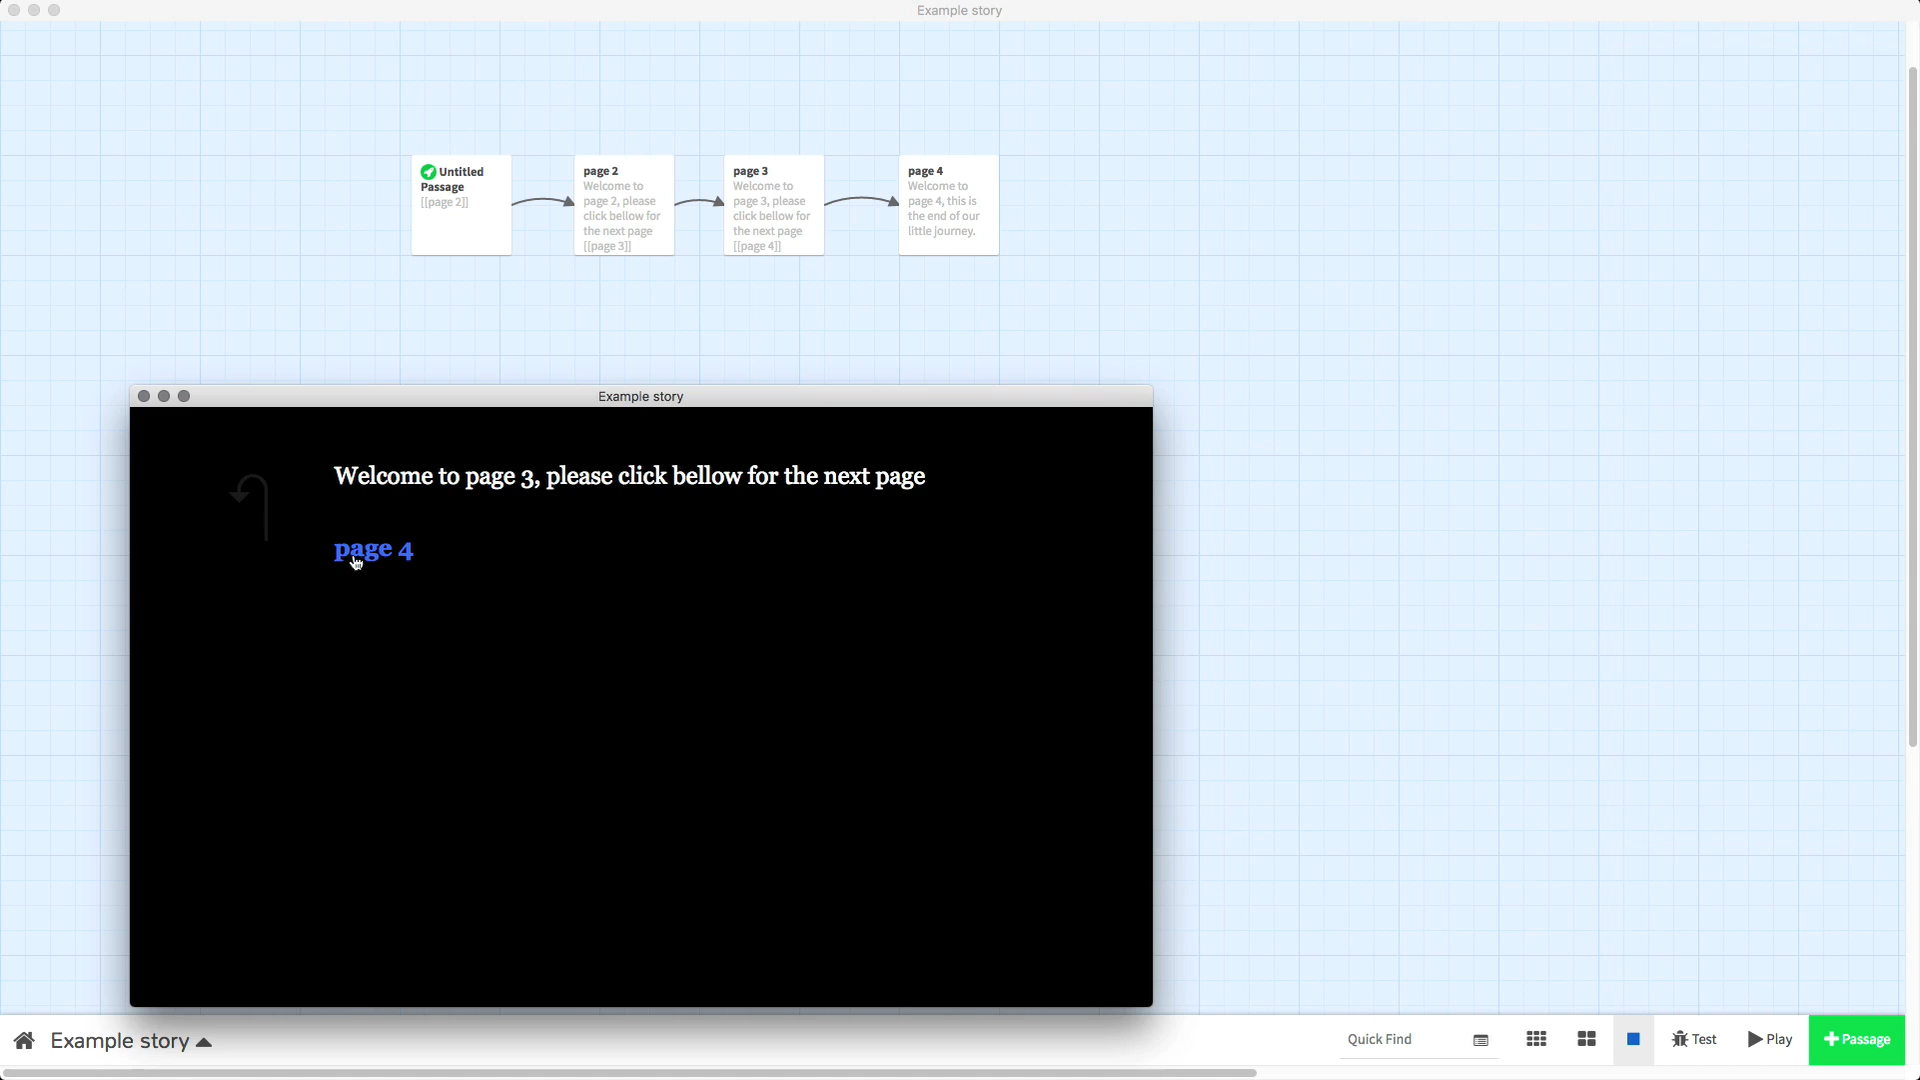 Example story
Untitled
Passage
[[page 2]]
page 2
Welcome to
page 2, please
click bellow for
the next page
[[page 3]]
page 3
Welcome to
page 3, please
click bellow for
the next page
[[page 4]]
page 4
Welcome to
page 4, this is
the end of our
little journey.
Example story
Welcome to page 3, please click bellow for the next page
page 4
Example story
Quick Find
Test
Play
Passage